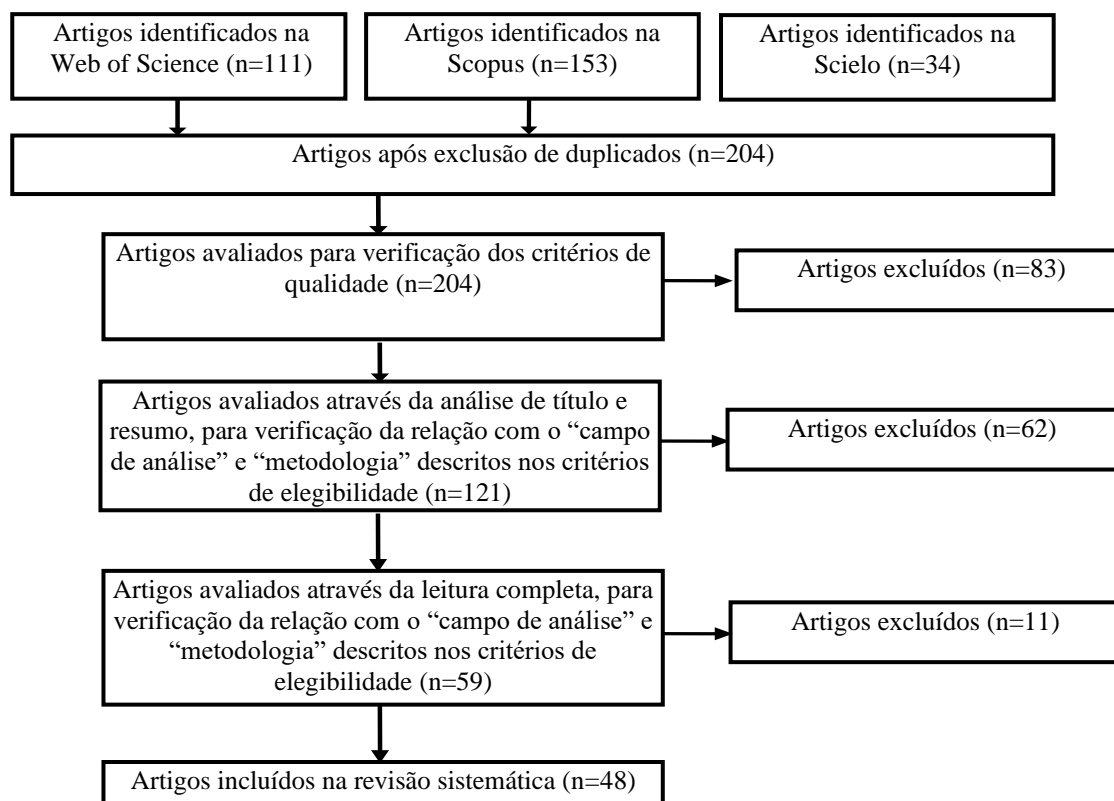 Artigos identificados na
Web of Science (n=111)
Artigos identificados na
Scopus (n=153)
Artigos identificados na
Scielo (n=34)
Artigos após exclusão de duplicados (n=204)
Artigos avaliados para verificação dos critérios de
qualidade (n=204)
Artigos excluídos (n=83)
Artigos avaliados através da análise de título e
resumo, para verificação da relação com o “campo
de análise” e “metodologia” descritos nos critérios
de elegibilidade (n=121)
Artigos excluídos (n=62)
Artigos avaliados através da leitura completa, para
verificação da relação com o “campo de análise” e
“metodologia” descritos nos critérios de
elegibilidade (n=59)
Artigos excluídos (n=11)
Artigos incluídos na revisão sistemática (n=48)